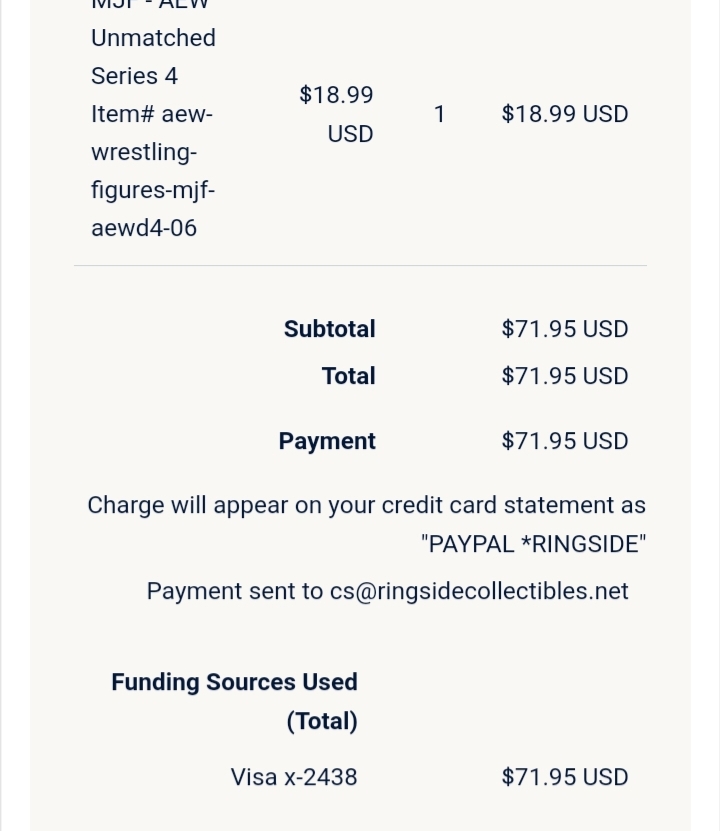 MJF - AEW
Unmatched
Series 4
Item# aew-
wrestling-
figures-mjf-
aewd4-06
$18.99
USD
1
$18.99 USD
Subtotal $71.95 USD
Total $71.95 USD
Payment $71.95 USD
Charge will appear on your credit card statement as
"PAYPAL *RINGSIDE"
Payment sent to cs@ringsidecollectibles.net
Funding Sources Used
(Total)
Visa x-2438 $71.95 USD